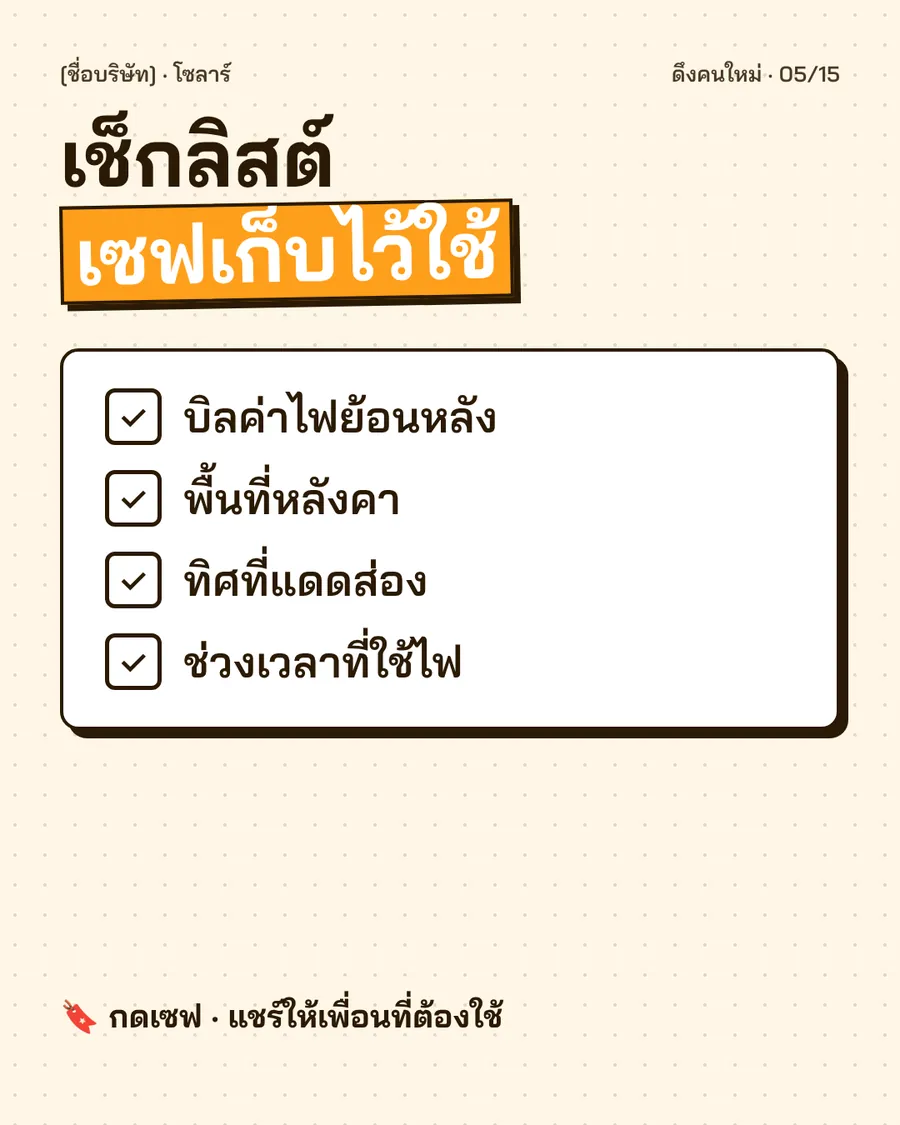 [ชื่อบริษัท] · โซลาร์
ดึงคนใหม่ · 05/15
เช็กลิสต์
เซฟเก็บไว้ใช้
บิลค่าไฟย้อนหลัง
พื้นที่หลังคา
ทิศที่แดดส่อง
ช่วงเวลาที่ใช้ไฟ
กดเซฟ · แชร์ให้เพื่อนที่ต้องใช้